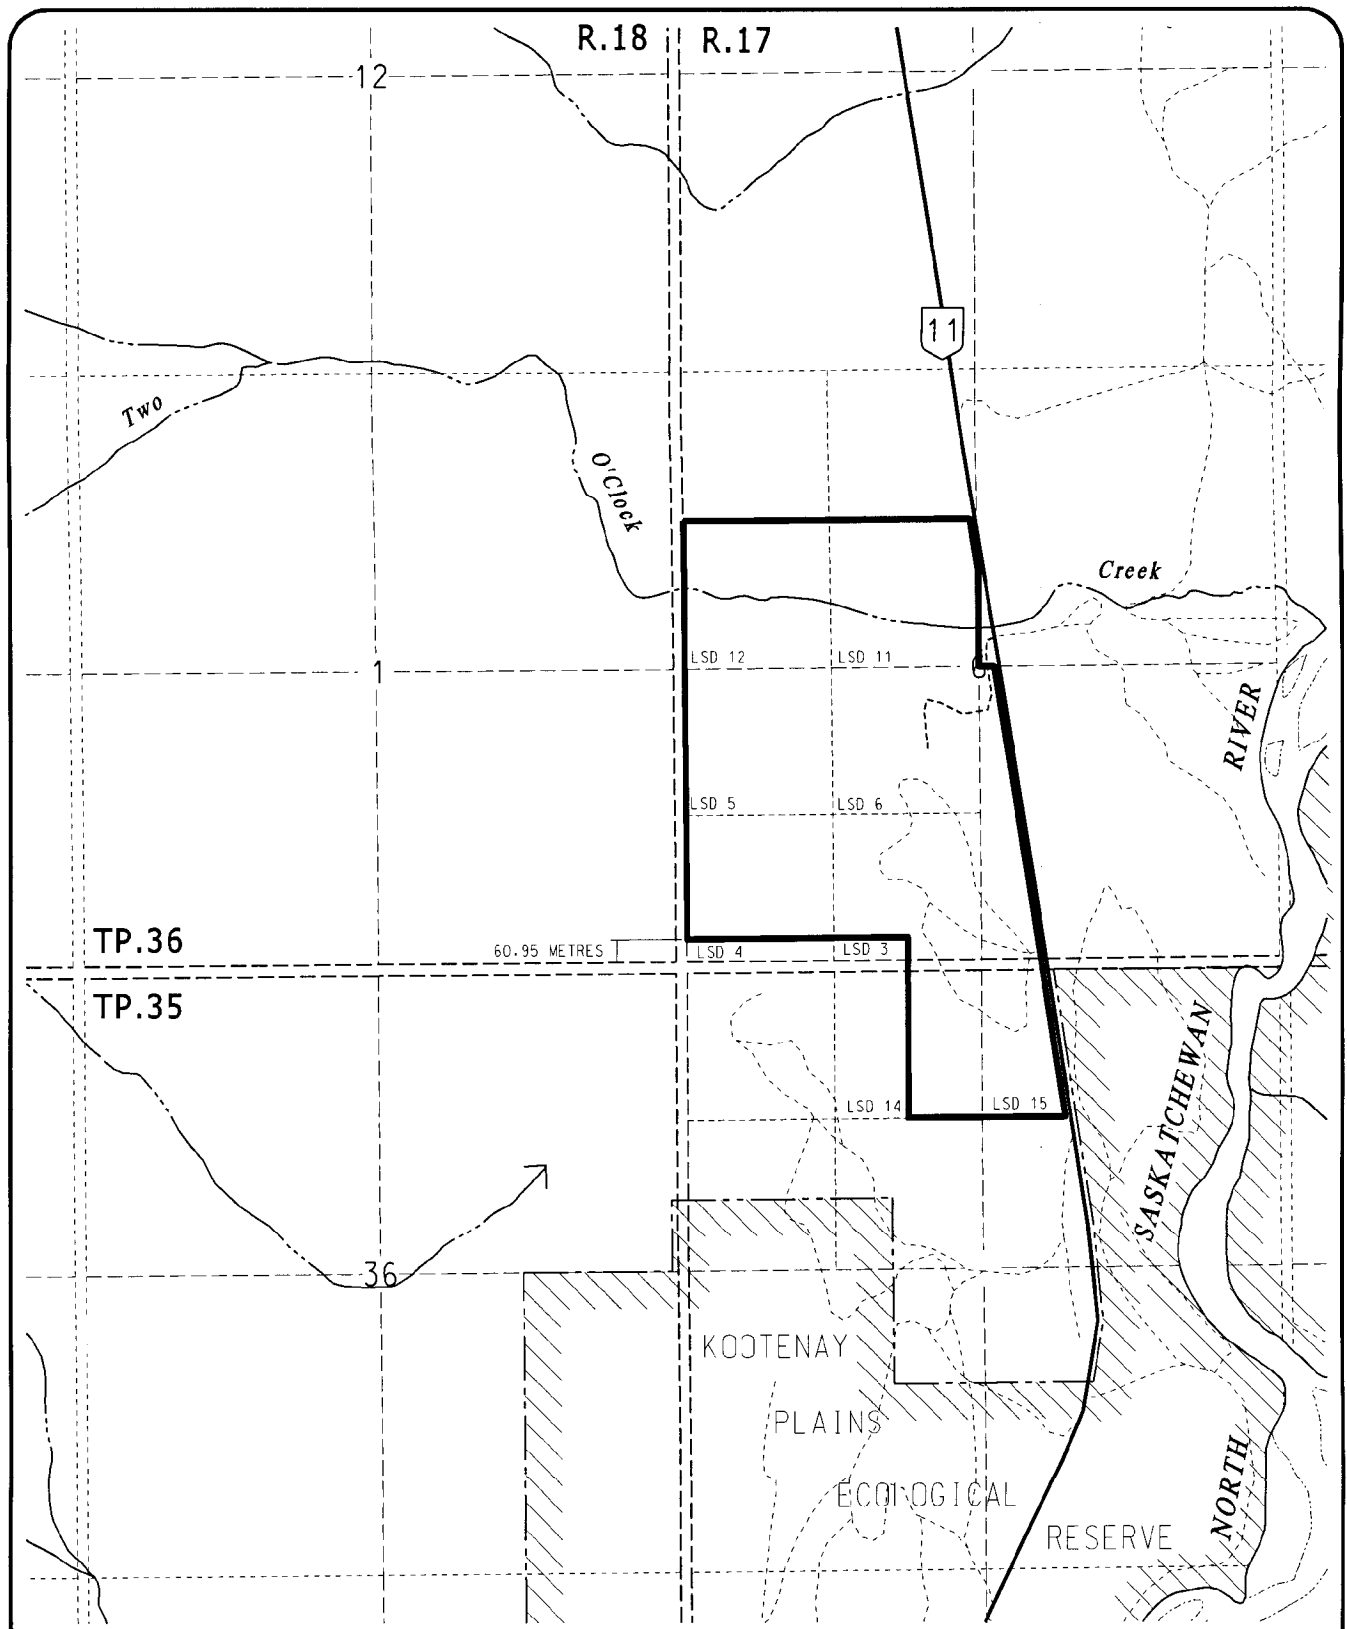 R.18 R.17
12
11
Two
O'Clock
Creek
LSD 12 LSD 11
1
RIVER
LSD 5 LSD 6
TP.36
60.95 METRES LSD 4 LSD 3
TP.35
SASKATCHEWAN
LSD 14 LSD 15
36
KOOTENAY
PLAINS
ECOLOGICAL
NORTH
RESERVE